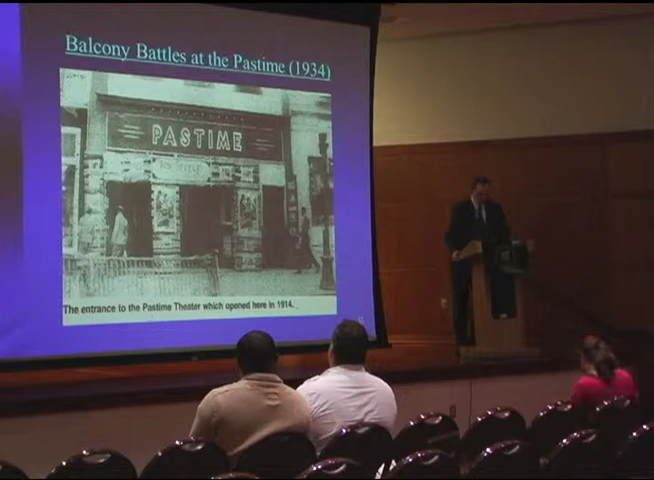 Balcony Battles at the Pastime (1934)
PASTIME
The entrance to the Pastime Theater which opened here in 1914.